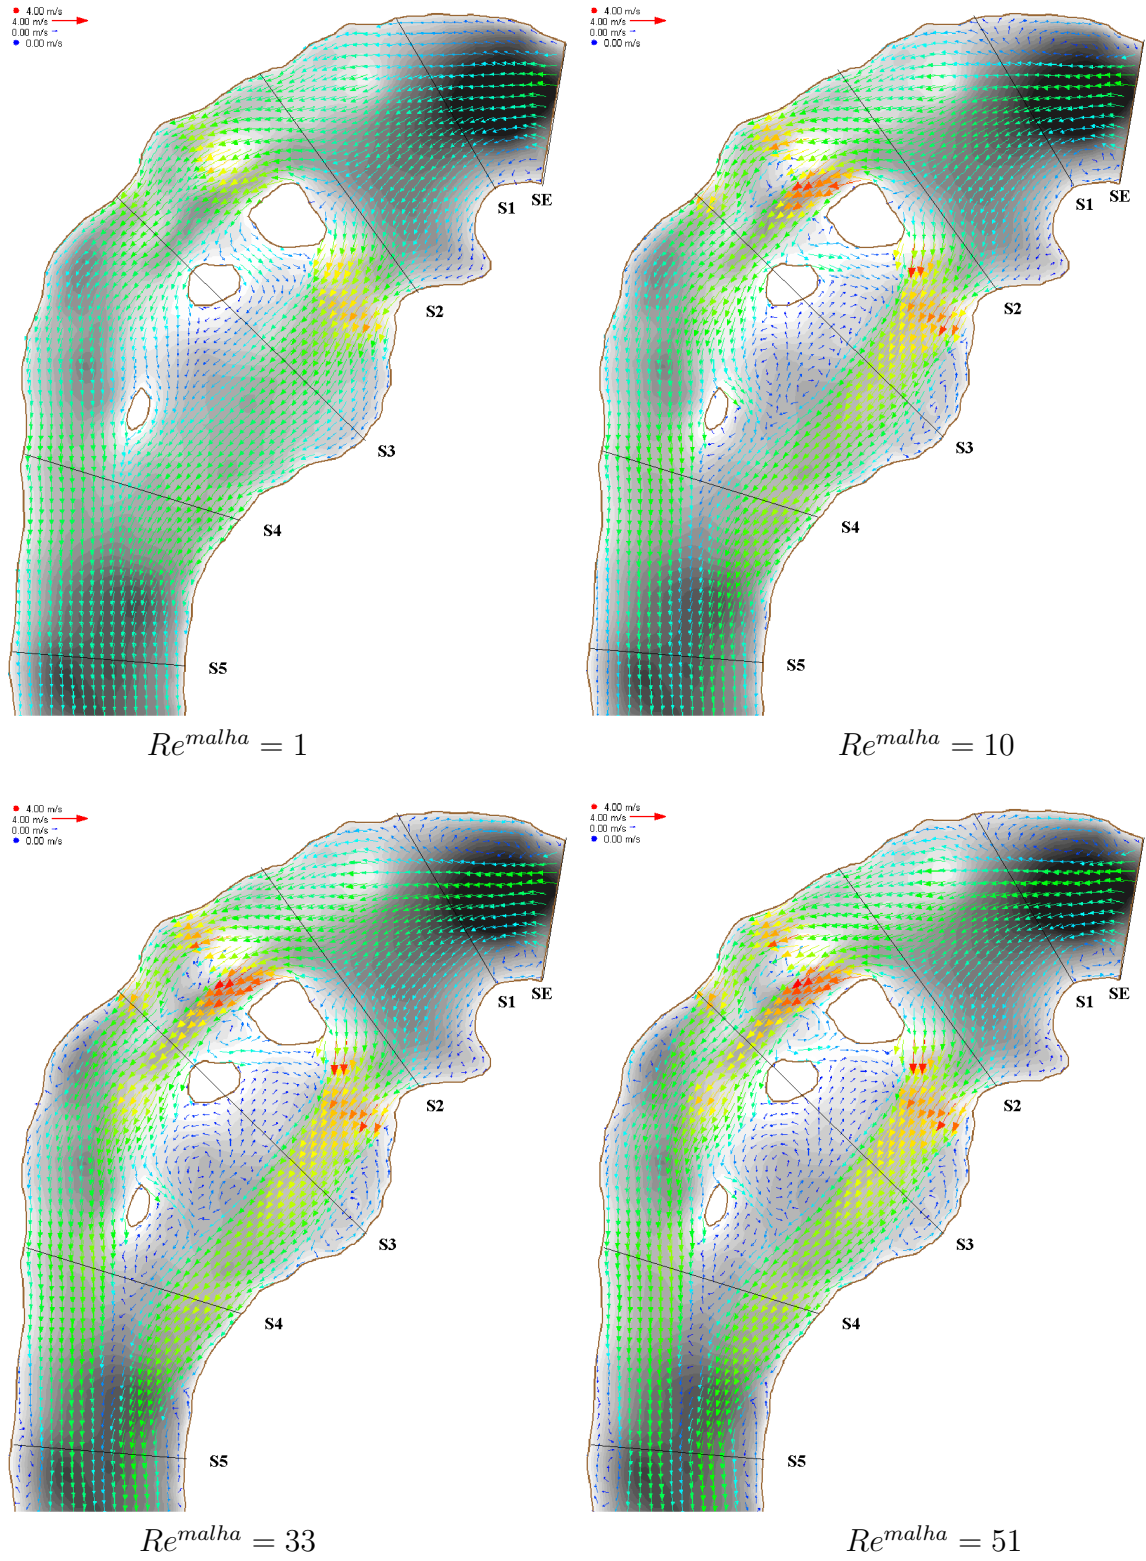 4.00 m/s
4.00 m/s
0.00 m/s
0.00 m/s
S1
SE
S2
S3
S4
S5
Re^malha = 1
4.00 m/s
4.00 m/s
0.00 m/s
0.00 m/s
S1
SE
S2
S3
S4
S5
Re^malha = 10
4.00 m/s
4.00 m/s
0.00 m/s
0.00 m/s
S1
SE
S2
S3
S4
S5
Re^malha = 33
4.00 m/s
4.00 m/s
0.00 m/s
0.00 m/s
S1
SE
S2
S3
S4
S5
Re^malha = 51